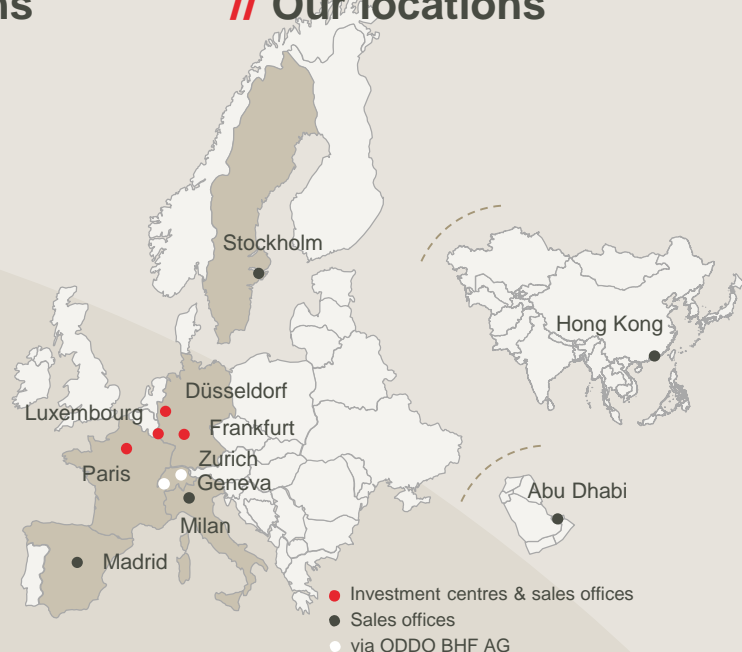 ns
// Our locations
Stockholm
Hong Kong
Düsseldorf
Luxembourg
Frankfurt
Zurich
Paris
Geneva
Abu Dhabi
Milan
Madrid
Investment centres & sales offices
Sales offices
via ODDO BHF AG